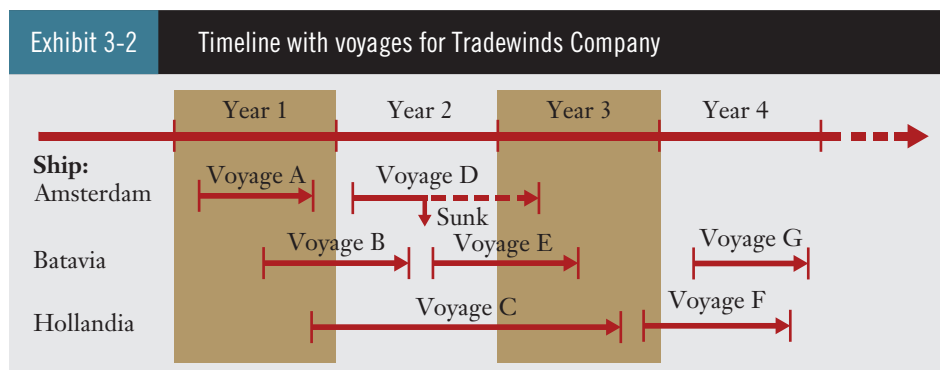 Exhibit 3-2 Timeline with voyages for Tradewinds Company
Year 1 Year 2 Year 3 Year 4
Ship:
Amsterdam Voyage A Voyage D
Sunk
Batavia Voyage B Voyage E Voyage G
Hollandia Voyage C Voyage F